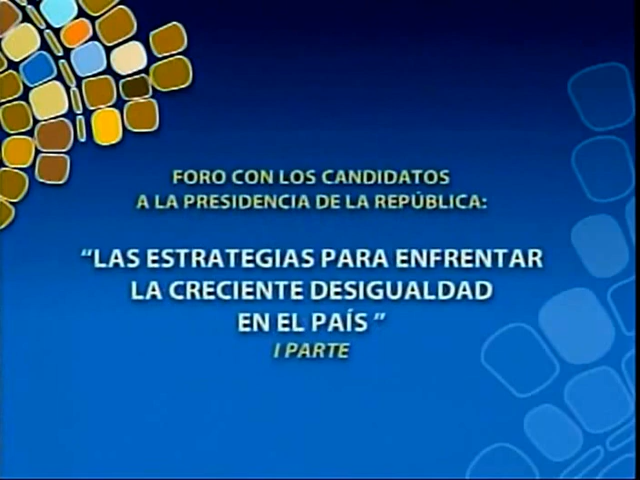 FORO CON LOS CANDIDATOS
A LA PRESIDENCIA DE LA REPÚBLICA:
“LAS ESTRATEGIAS PARA ENFRENTAR
LA CRECIENTE DESIGUALDAD
EN EL PAÍS ”
I PARTE